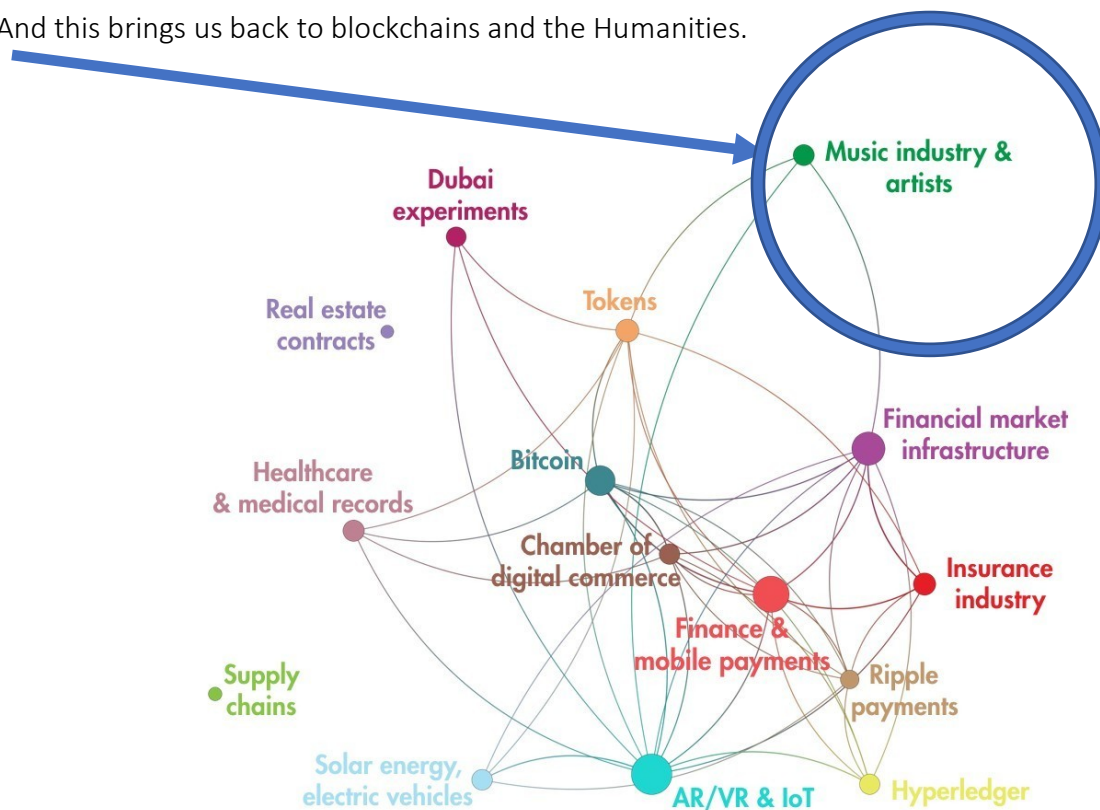 And this brings us back to blockchains and the Humanities.
Music industry &
artists
Dubai
experiments
Tokens
Real estate
contracts
Financial market
infrastructure
Bitcoin
Healthcare
& medical records
Chamber of
digital commerce
Insurance
industry
Finance &
mobile payments
Supply
chains
Ripple
payments
Solar energy,
electric vehicles
AR/VR & IoT
Hyperledger